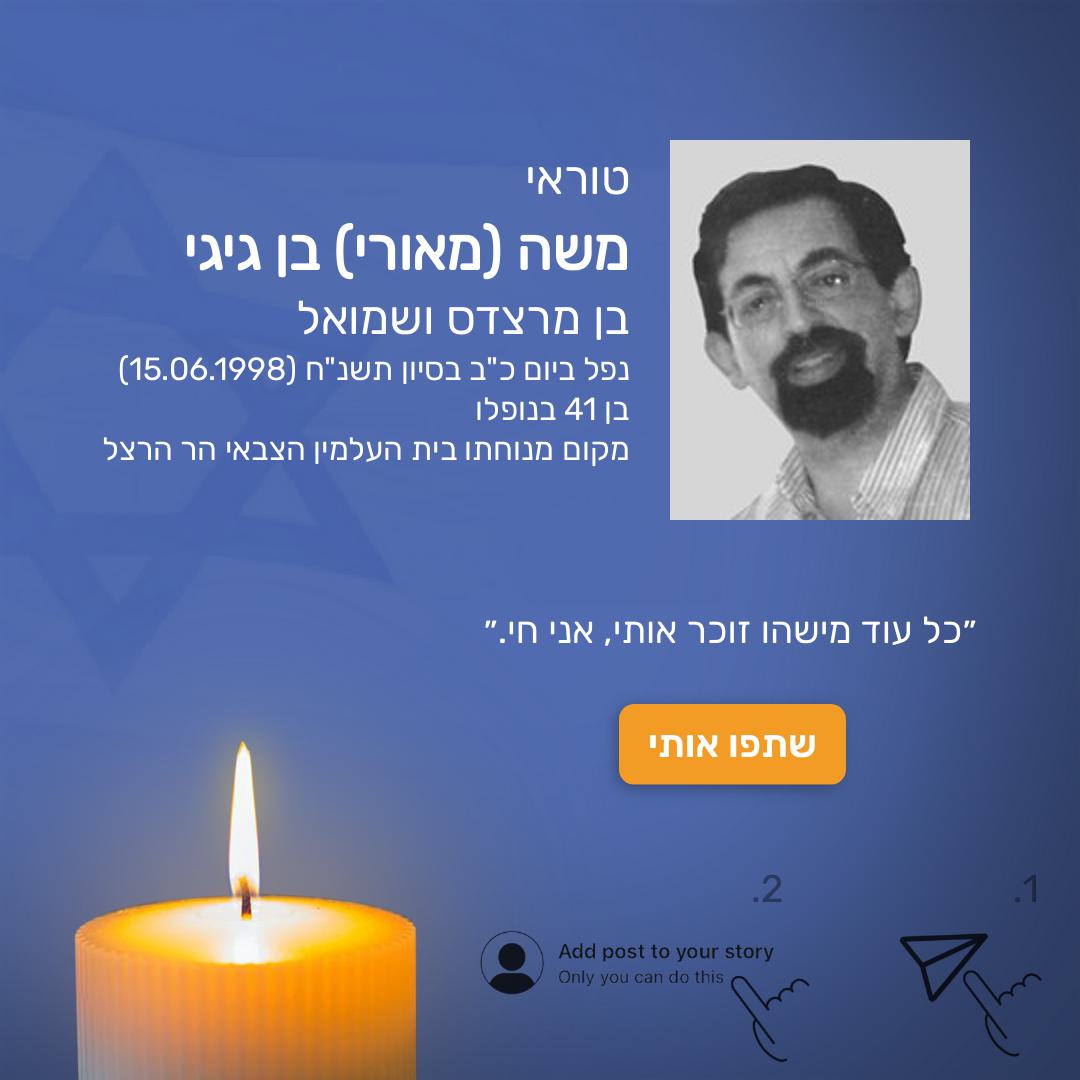 טוראי
משה (מאורי) בן גיגי
בן מרצדס ושמואל
נפל ביום כ"ב בסיון תשנ"ח (15.06.1998)
בן 41 בנופלו
מקום מנוחתו בית העלמין הצבאי הר הרצל
"כל עוד מישהו זוכר אותי, אני חי."
שתפו אותי
1.
2.
Add post to your story
Only you can do this